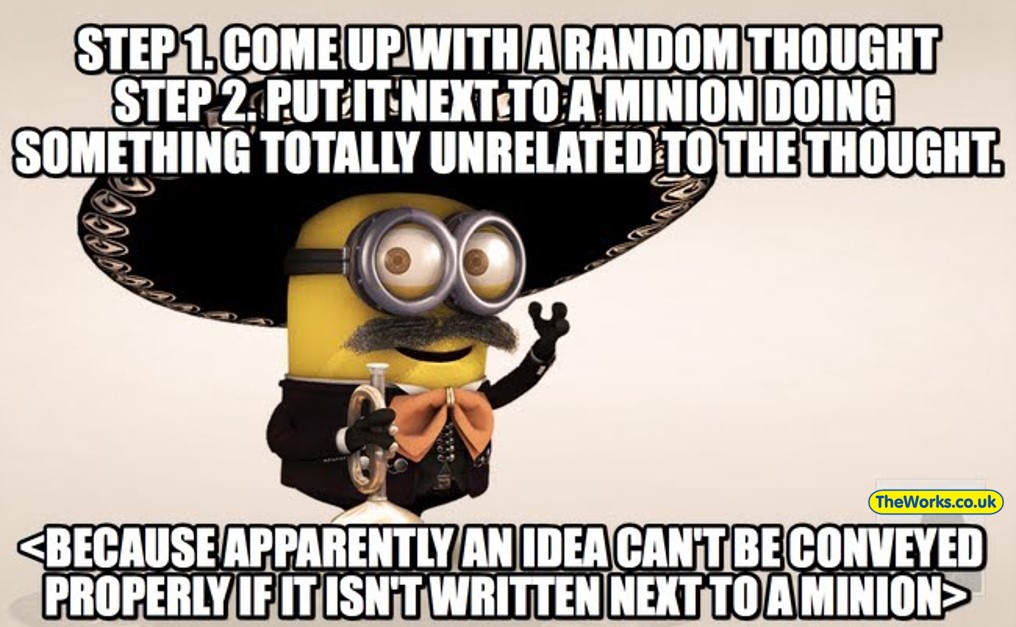 STEP 1. COME UP WITH A RANDOM THOUGHT
STEP 2. PUT IT NEXT TO A MINION DOING
SOMETHING TOTALLY UNRELATED TO THE THOUGHT.
TheWorks.co.uk
<BECAUSE APPARENTLY AN IDEA CAN'T BE CONVEYED
PROPERLY IF IT ISN'T WRITTEN NEXT TO A MINION>